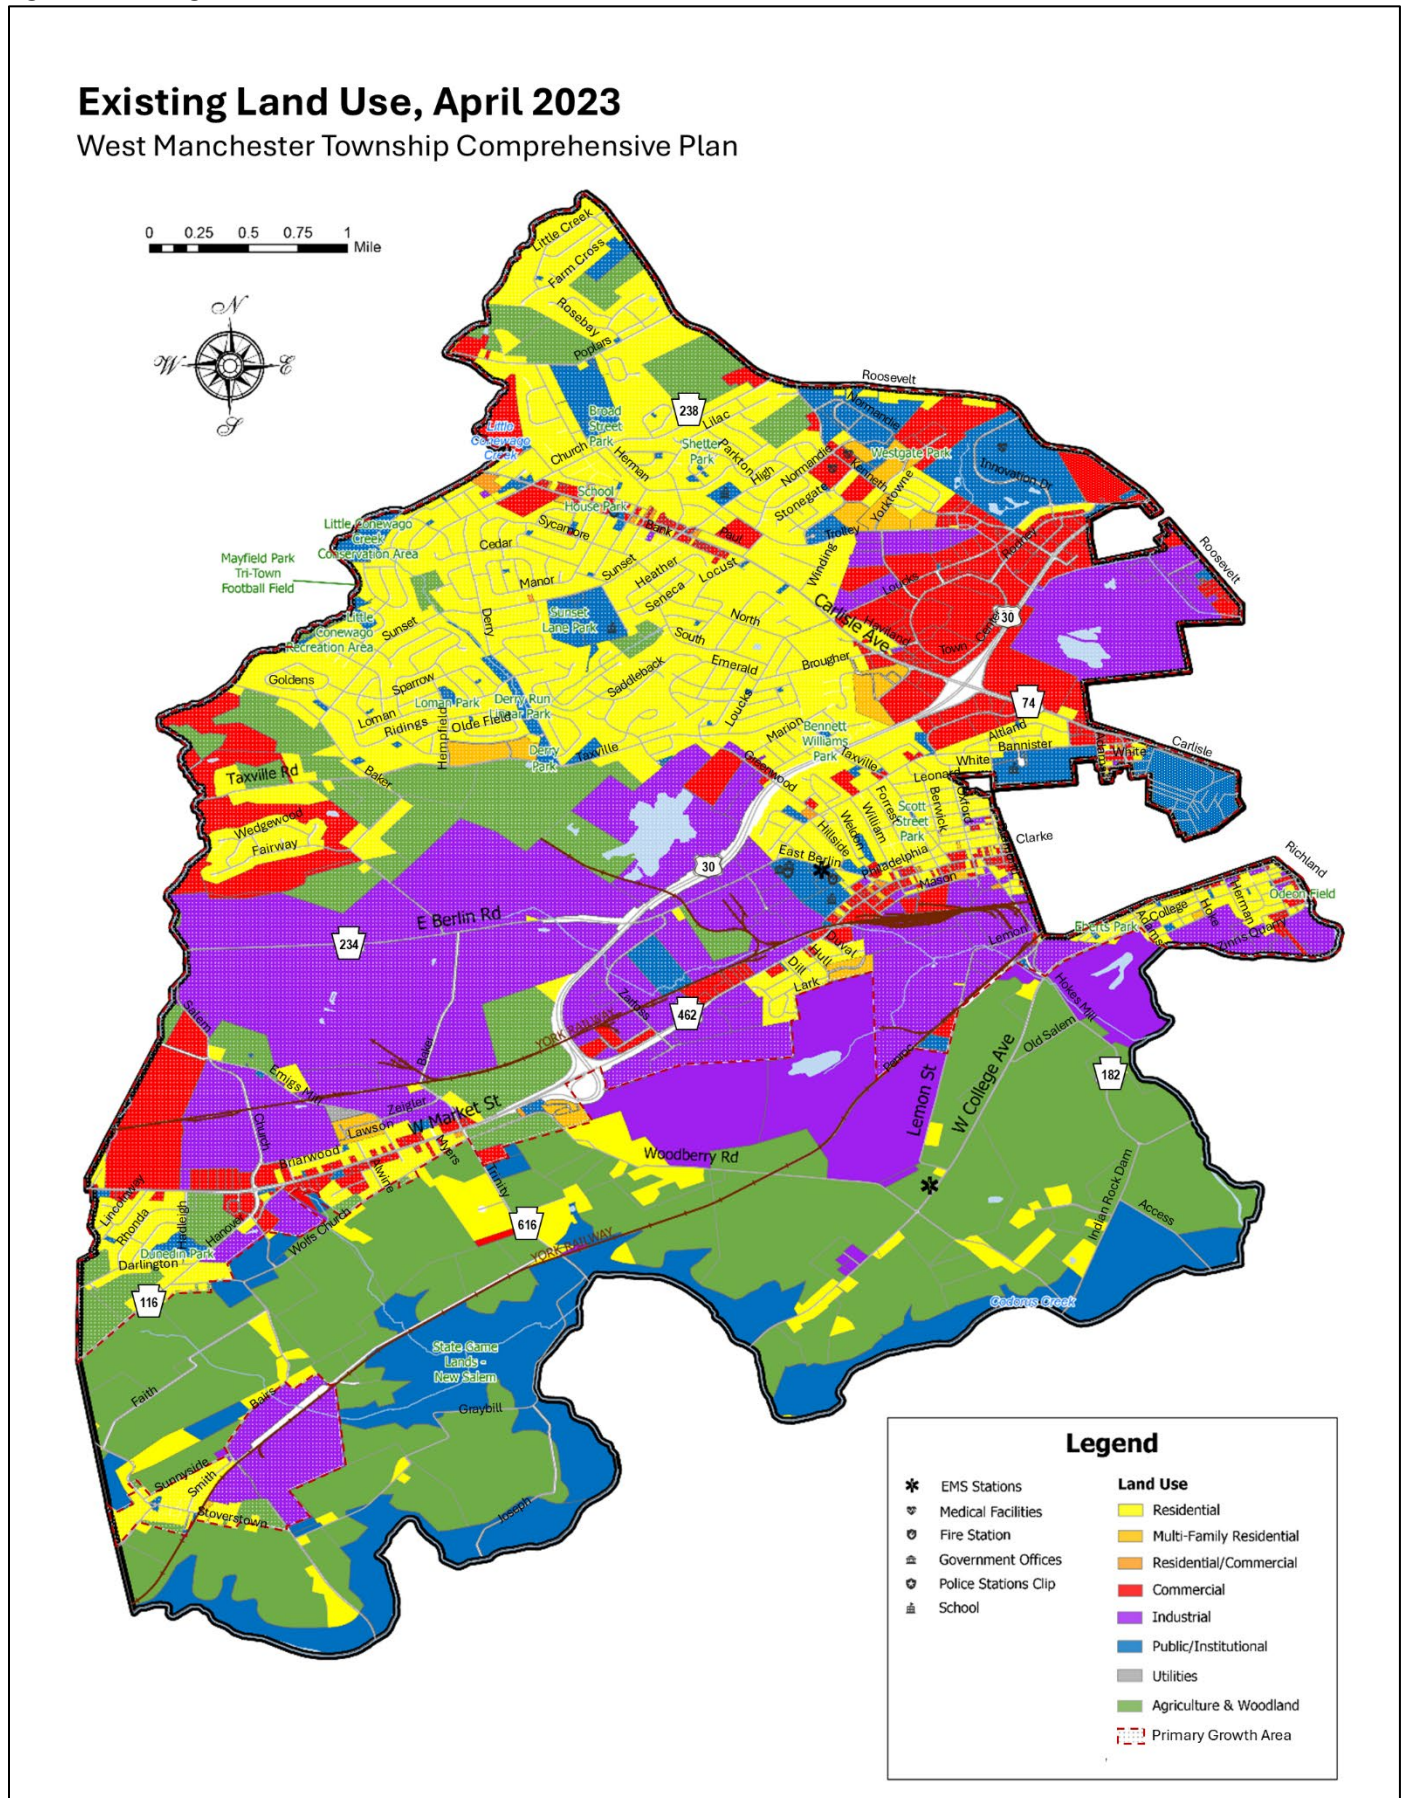 Existing Land Use, April 2023
West Manchester Township Comprehensive Plan
0 0.25 0.5 0.75 1
Mile
N
W E
S
Little Creek
Farm Cross
Rosebay
Poplars
Roosevelt
238
Broad
Street
Park
Lilac
Normandie
Little
Conewago
Creek
Church
Herman
Shetter
Park
Parkton
High
Normandie
Kenneth
Westgate Park
Innovation Dr
Stonegate
Yorktowne
School
House Park
Little Conewago
Creek
Conservation Area
Sycamore
Bank
Paul
Trolley
Cedar
Mayfield Park
Tri-Town
Football Field
Manor
Sunset
Heather
Locust
Winding
Loucks
Roosevelt
Seneca
Derry
Sunset
Lane Park
North
Carlisle Ave
Haviland
30
Little
Conewago
Recreation Area
Sunset
South
Town Center
Emerald
Brougher
Saddleback
Goldens
Sparrow
Loman Park
Derry Run
Linear Park
Loucks
74
Loman
Ridings
Olde Field
Hempfield
Marion
Bennett
Williams
Park
Altland
Bannister
Carlisle
White
Adams
Derry
Park
Taxville
Taxville
White
Greenwood
Leonard
Taxville Rd
Baker
Forrest
Berwick
Oxford
William
Scott
Street
Park
Wedgewood
Fairway
Hillside
Weldon
Clarke
East Berlin
Philadelphia
Richland
30
Mason
Herman
Odeon Field
E Berlin Rd
College
Hoke
Eberts Park
Adams
234
Lemon
Zinns Quarry
Duval
Hull
Dill
Lark
Zarfoss
Hokes Mill
462
Salem
YORK RAILWAY
Old Salem
Baker
W College Ave
182
Emigs Mill
Lemon St
Zeigler
W Market St
Church
Lawson
Briarwood
Myers
Woodberry Rd
Alwine
Trinity
Indian Rock Dam
Access
Lincolnway
Rhonda
Hadleigh
Hanover
Wolfs Church
616
YORK RAILWAY
Dunedin Park
Darlington
116
Codorus Creek
State Game
Lands -
New Salem
Faith
Bairs
Graybill
Sunnyside
Smith
Stoverstown
Joseph
Legend
EMS Stations
Medical Facilities
Fire Station
Government Offices
Police Stations Clip
School
Land Use
Residential
Multi-Family Residential
Residential/Commercial
Commercial
Industrial
Public/Institutional
Utilities
Agriculture & Woodland
Primary Growth Area